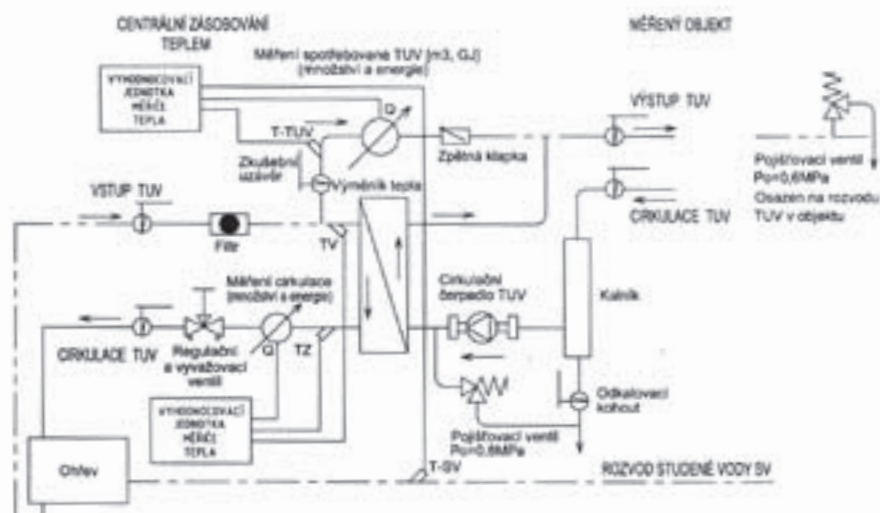 CENTRÁLNÍ ZÁSOBOVÁNÍ
TEPLEM
MĚŘENÝ OBJEKT
Měření spotřebované TUV [m3, GJ]
(množství a energie)
VYHODNOCOVACÍ
JEDNOTKA
MĚŘIČ
TEPLA
Q
T-TUV
VÝSTUP TUV
Zpětná klapka
Zkušební
uzávěr
Výměník tepla
Pojišťovací ventil
Po=0,6MPa
Osazen na rozvodu
TUV v objektu
VSTUP TUV
CIRKULACE TUV
Filtr
TV
Měření cirkulace
(množství a energie)
Cirkulační
čerpadlo TUV
Kalník
CIRKULACE TUV
Regulační
a vyvažovací
ventil
Q
TZ
Odkalovací
kohout
VYHODNOCOVACÍ
JEDNOTKA
MĚŘIČ
TEPLA
Pojišťovací ventil
Po=0,6MPa
Ohřev
T-SV
ROZVOD STUDENÉ VODY SV